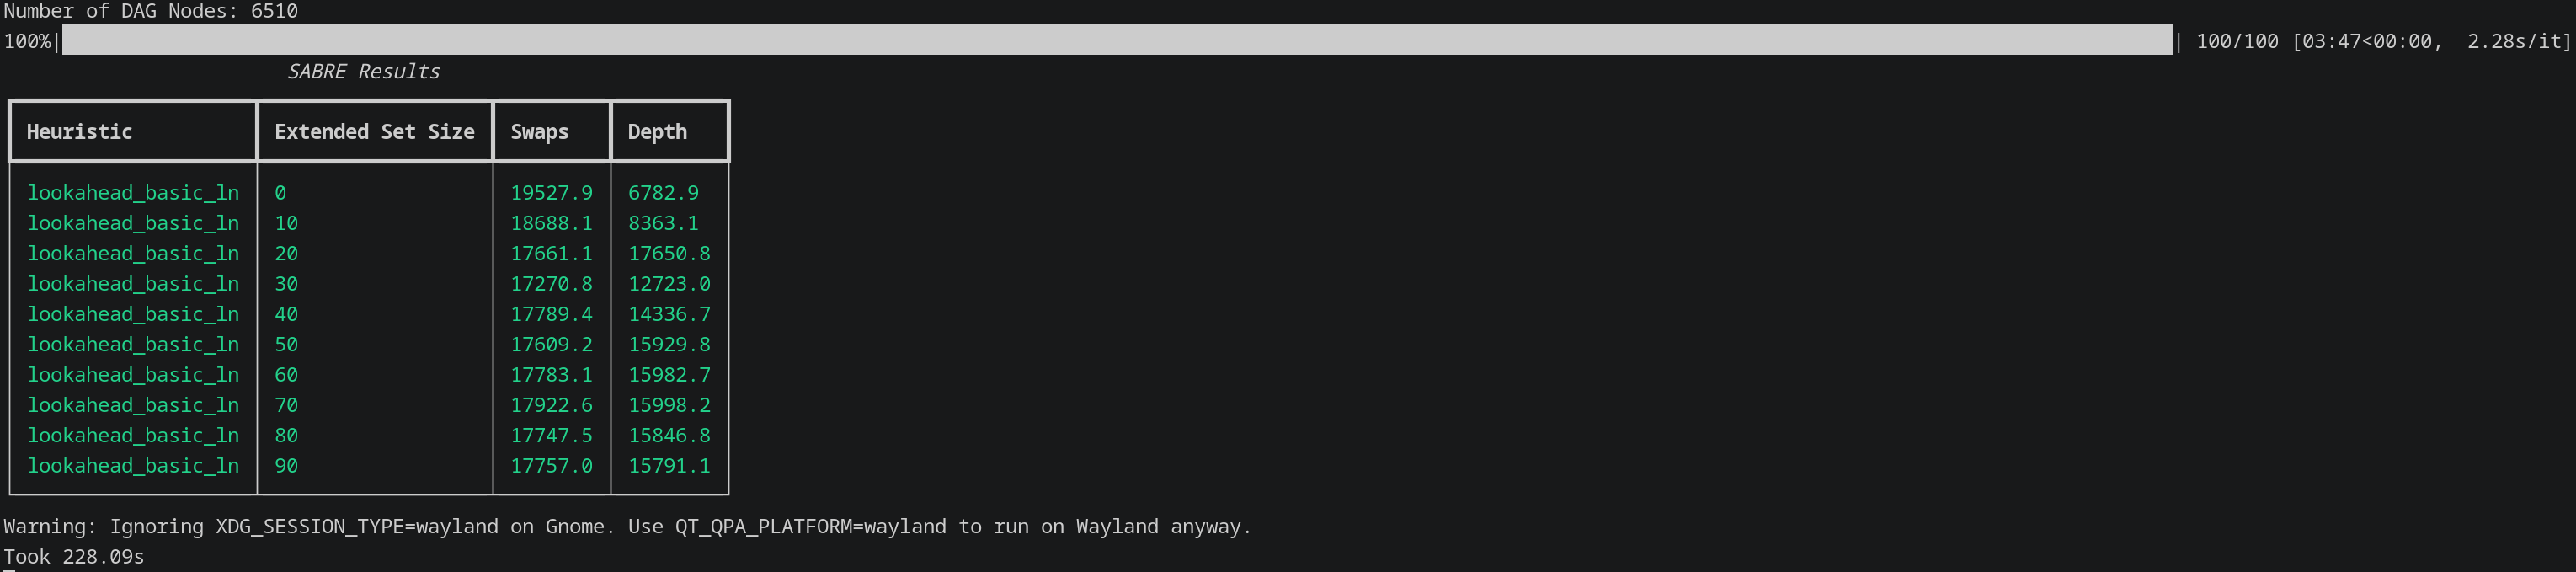 Number of DAG Nodes: 6510
100%| | 100/100 [03:47<00:00, 2.28s/it]
SABRE Results
Heuristic Extended Set Size Swaps Depth
lookahead_basic_ln 0 19527.9 6782.9
lookahead_basic_ln 10 18688.1 8363.1
lookahead_basic_ln 20 17661.1 17650.8
lookahead_basic_ln 30 17270.8 12723.0
lookahead_basic_ln 40 17789.4 14336.7
lookahead_basic_ln 50 17609.2 15929.8
lookahead_basic_ln 60 17783.1 15982.7
lookahead_basic_ln 70 17922.6 15998.2
lookahead_basic_ln 80 17747.5 15846.8
lookahead_basic_ln 90 17757.0 15791.1
Warning: Ignoring XDG_SESSION_TYPE=wayland on Gnome. Use QT_QPA_PLATFORM=wayland to run on Wayland anyway.
Took 228.09s